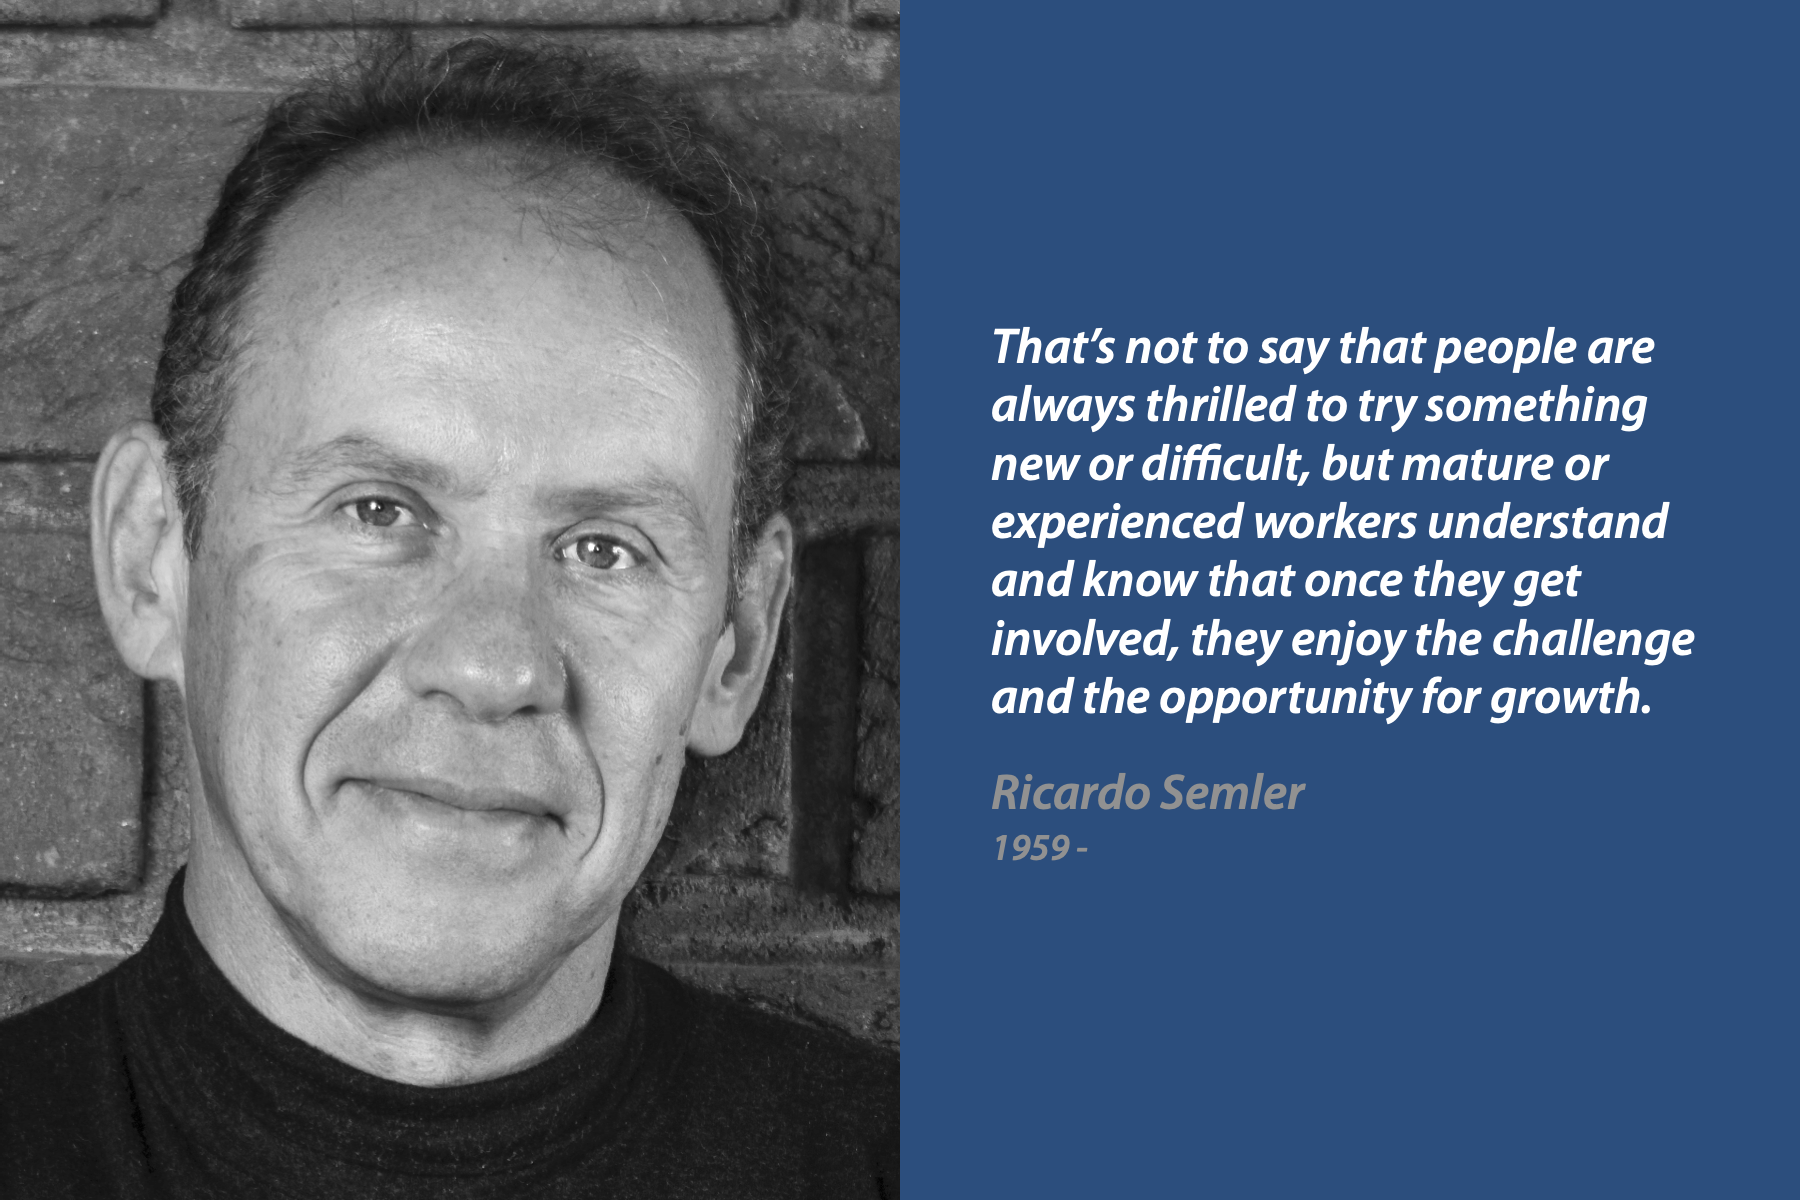 That’s not to say that people are
always thrilled to try something
new or difficult, but mature or
experienced workers understand
and know that once they get
involved, they enjoy the challenge
and the opportunity for growth.
Ricardo Semler
1959 -